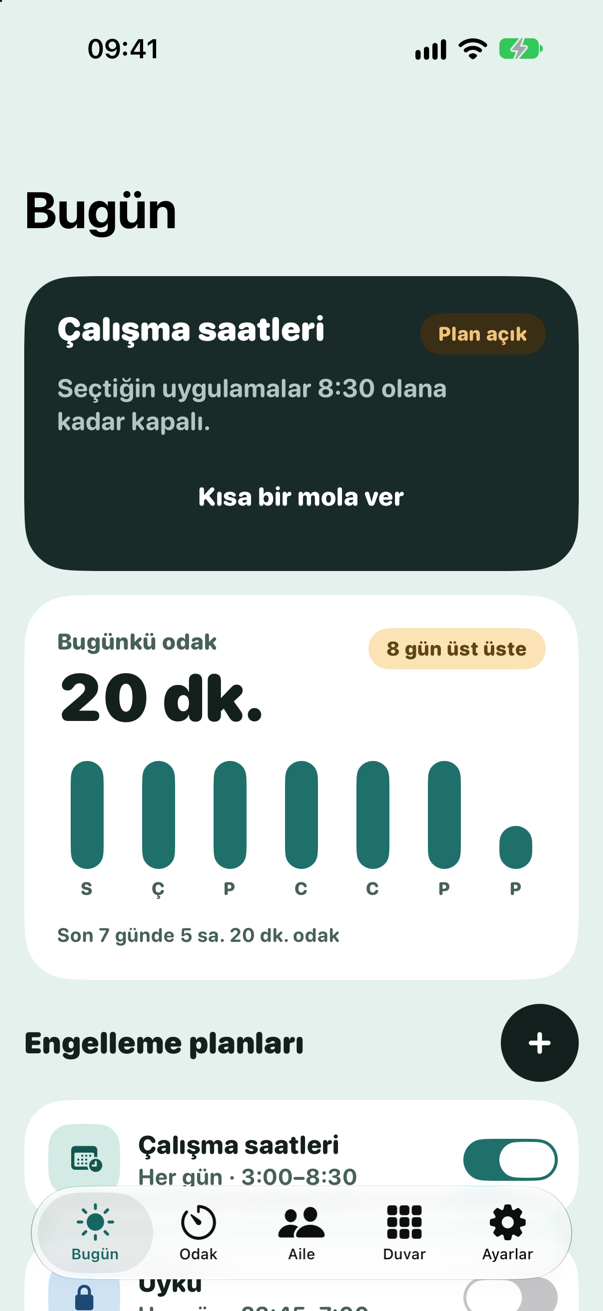 09:41
Bugün
Çalışma saatleri
Plan açık
Seçtiğin uygulamalar 8:30 olana
kadar kapalı.
Kısa bir mola ver
Bugünkü odak
8 gün üst üste
20 dk.
S Ç P C C P P
Son 7 günde 5 sa. 20 dk. odak
Engelleme planları
+
Çalışma saatleri
Her gün · 3:00–8:30
Bugün Odak Aile Duvar Ayarlar
Uyku